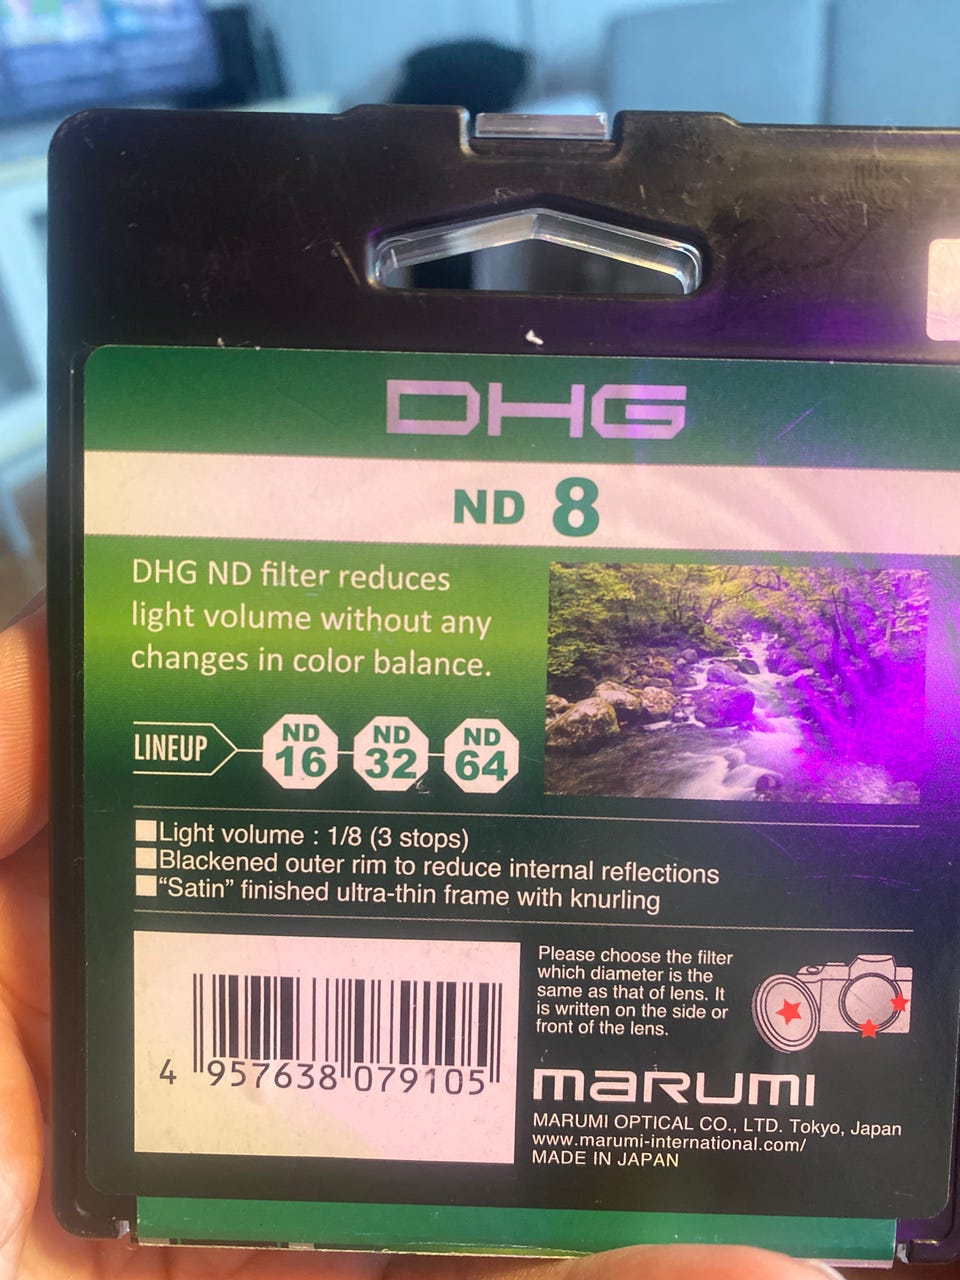 DHG
ND 8
DHG ND filter reduces
light volume without any
changes in color balance.
LINEUP ND 16 ND 32 ND 64
Light volume : 1/8 (3 stops)
Blackened outer rim to reduce internal reflections
“Satin” finished ultra-thin frame with knurling
Please choose the filter
which diameter is the
same as that of lens. It
is written on the side or
front of the lens.
4 957638 079105
marumi
MARUMI OPTICAL CO., LTD. Tokyo, Japan
www.marumi-international.com/
MADE IN JAPAN